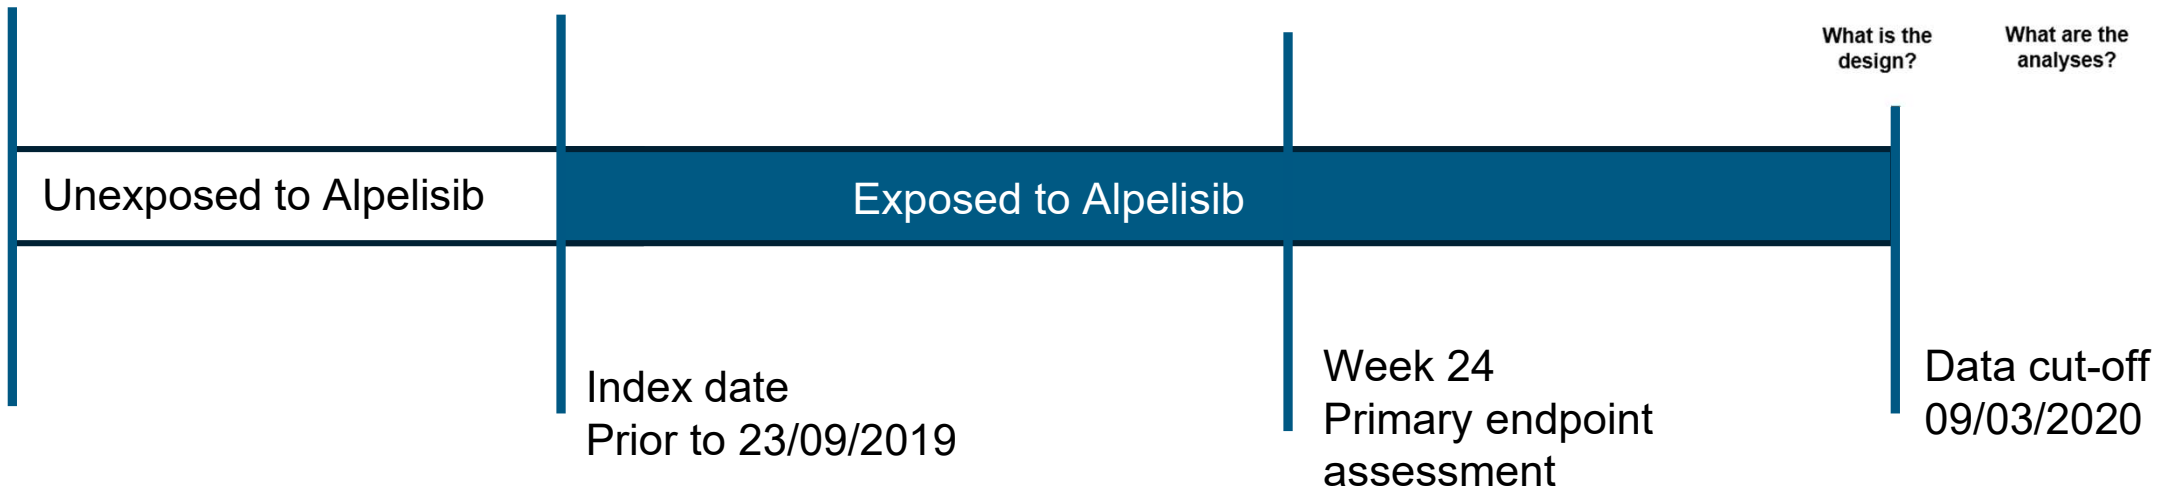 What is the
design?
What are the
analyses?
Unexposed to Alpelisib
Exposed to Alpelisib
Index date
Prior to 23/09/2019
Week 24
Primary endpoint
assessment
Data cut-off
09/03/2020